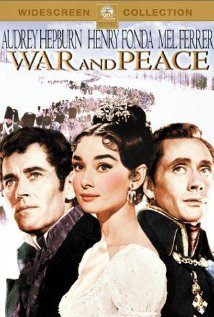 WIDESCREEN COLLECTION
AUDREY HEPBURN HENRY FONDA MEL FERRER
WAR AND PEACE